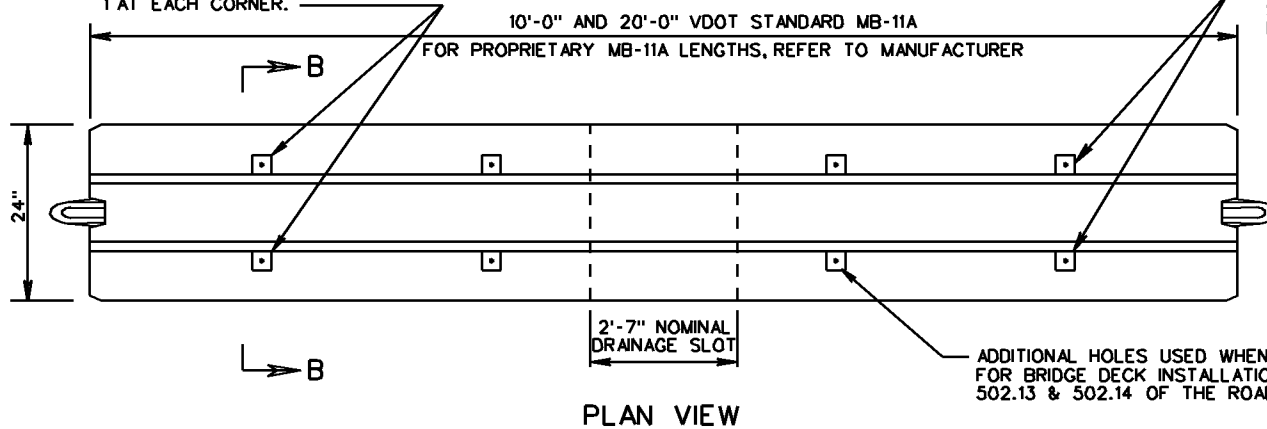 1 AT EACH CORNER.
10'-0" AND 20'-0" VDOT STANDARD MB-11A
FOR PROPRIETARY MB-11A LENGTHS, REFER TO MANUFACTURER
B
24"
2'-7" NOMINAL
DRAINAGE SLOT
B
ADDITIONAL HOLES USED WHEN
FOR BRIDGE DECK
502.13 & 502.14 OF THE
PLAN VIEW